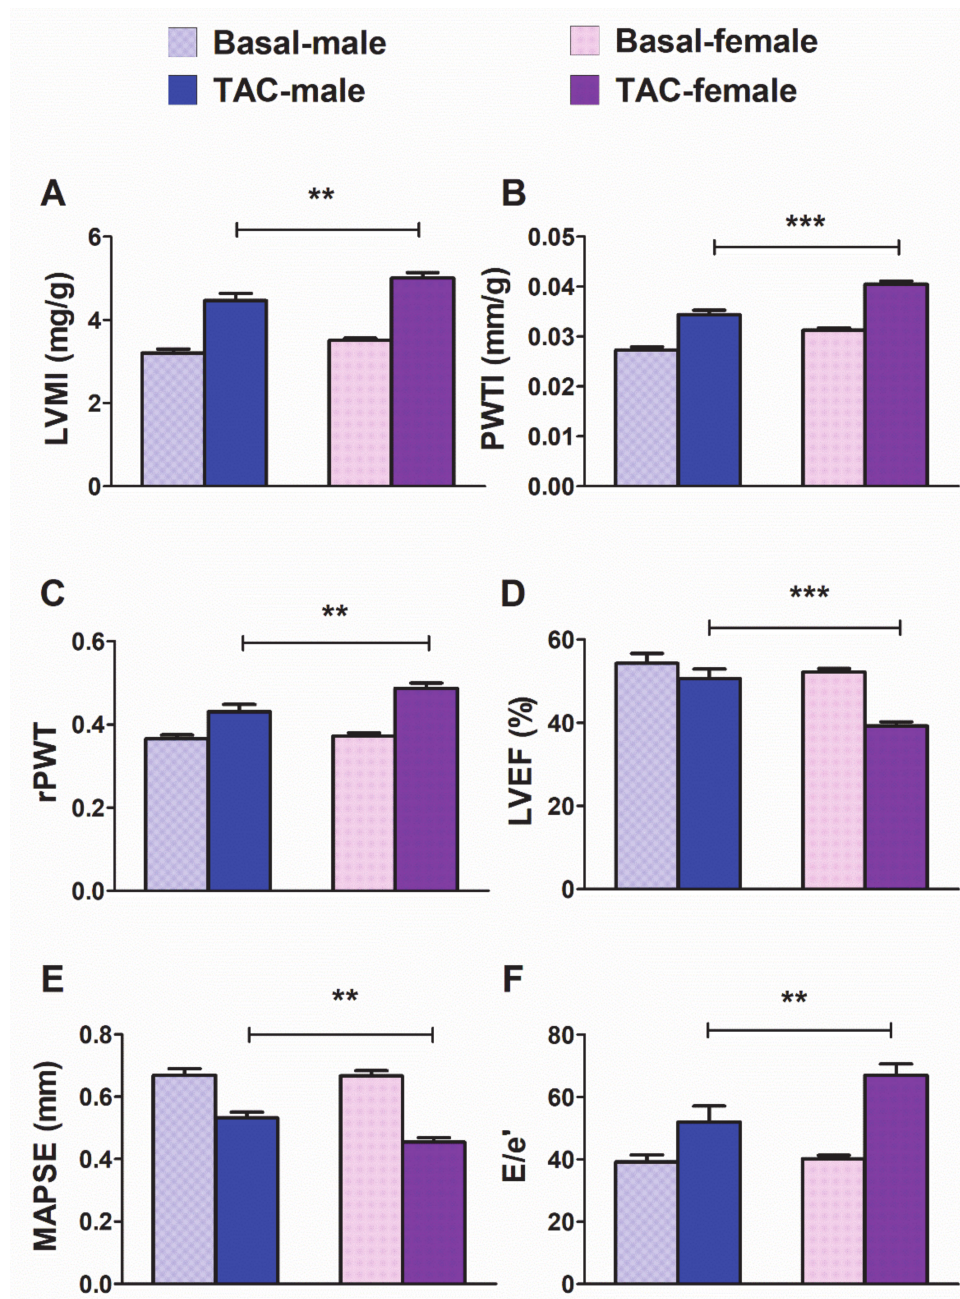 Basal-male
Basal-female
TAC-male
TAC-female
A
**
6
4
2
0
LVMI (mg/g)
B
***
0.05
0.04
0.03
0.02
0.01
0.00
PWTI (mm/g)
C
**
0.6
0.4
0.2
0.0
rPWT
D
***
60
40
20
0
LVEF (%)
E
**
0.8
0.6
0.4
0.2
0.0
MAPSE (mm)
F
**
80
60
40
20
0
E/e'